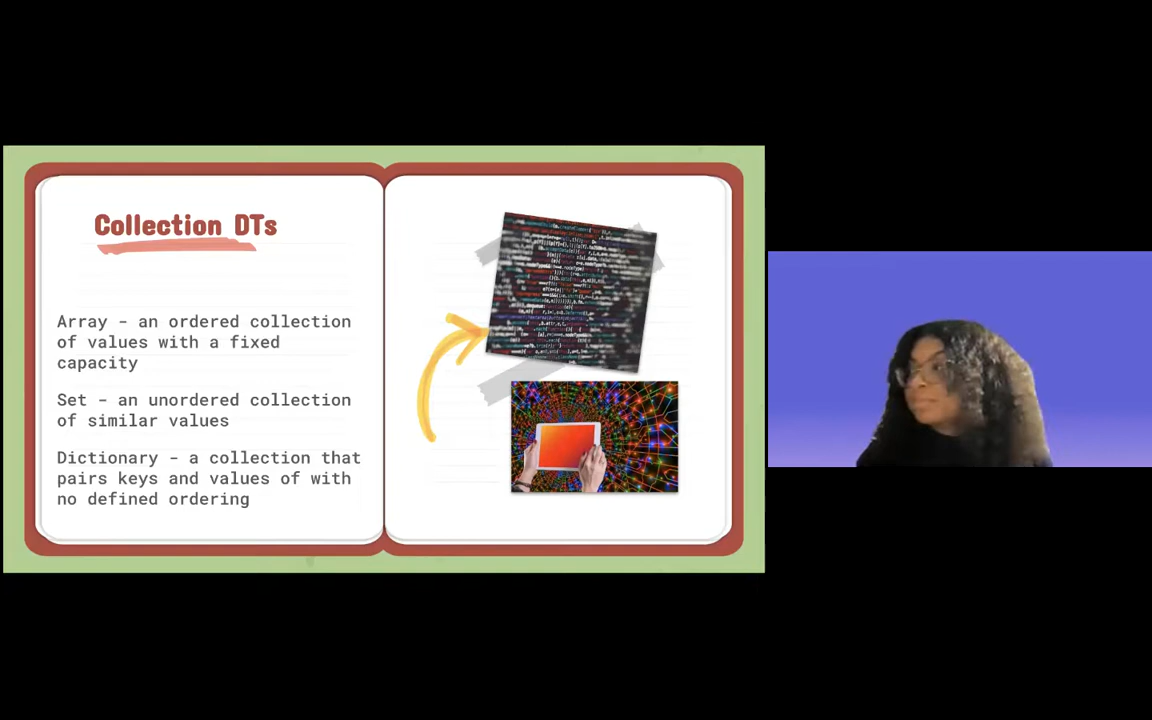 Collection DTs
Array - an ordered collection
of values with a fixed
capacity
Set - an unordered collection
of similar values
Dictionary - a collection that
pairs keys and values of with
no defined ordering